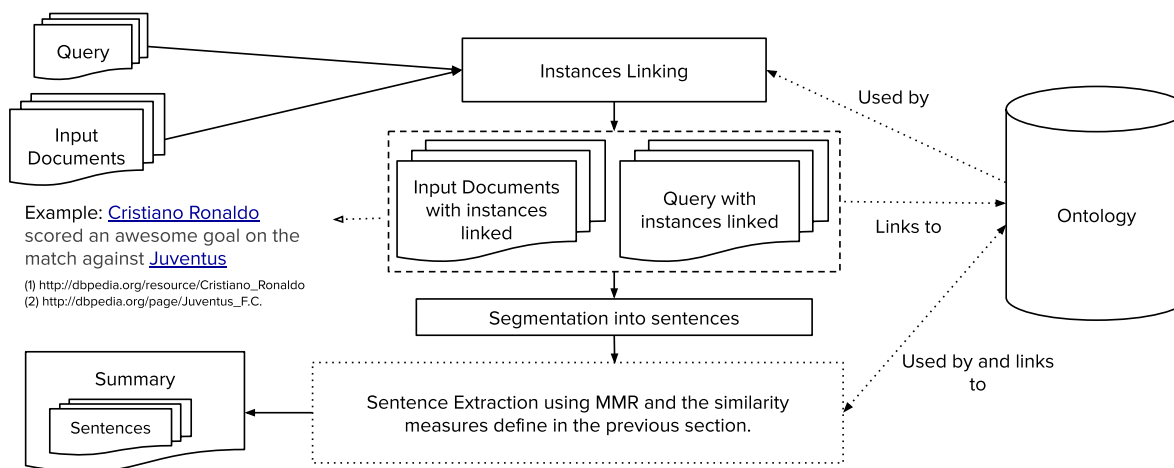 Query
Input
Documents
Instances Linking
Used by
Input Documents
with instances
linked
Query with
instances linked
Links to
Ontology
Example: Cristiano Ronaldo
scored an awesome goal on the
match against Juventus
(1) http://dbpedia.org/resource/Cristiano_Ronaldo
(2) http://dbpedia.org/page/Juventus_F.C.
Segmentation into sentences
Used by and links
to
Summary
Sentences
Sentence Extraction using MMR and the similarity
measures define in the previous section.